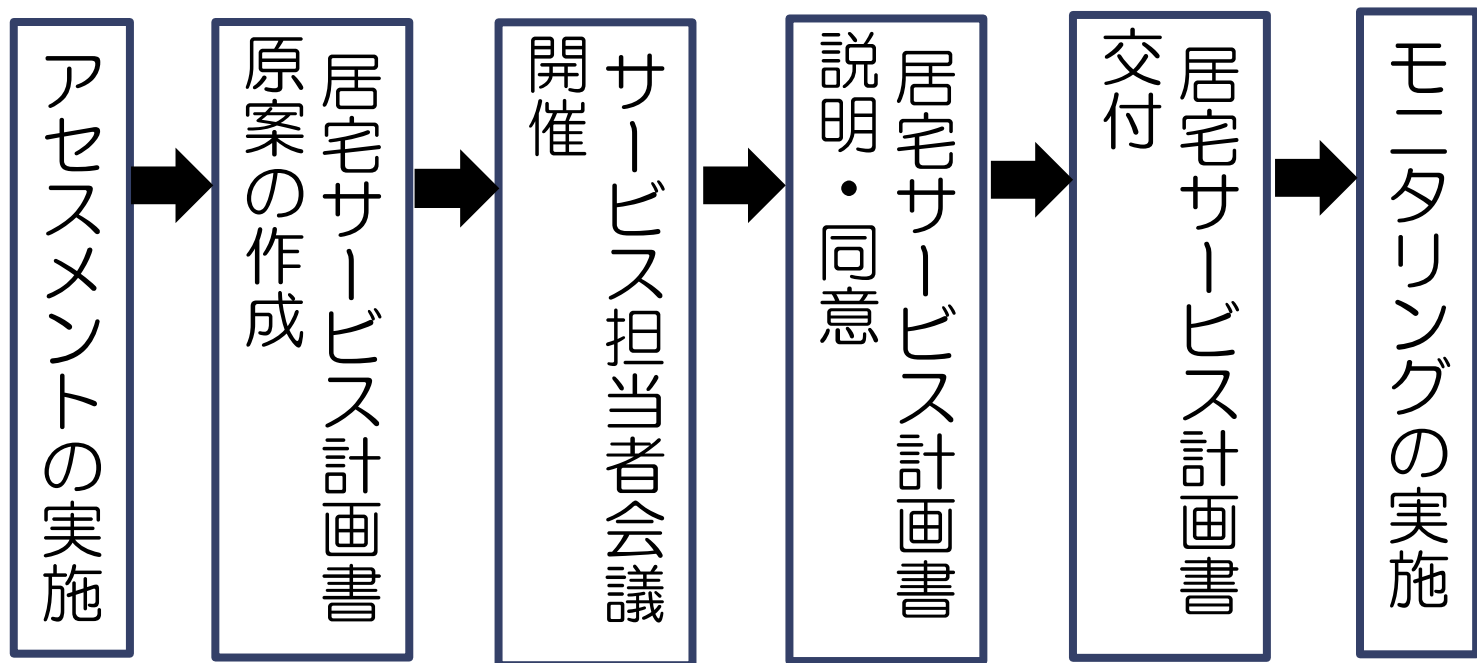 アセスメントの実施
居宅サービス計画書
原案の作成
サービス担当者会議
開催
居宅サービス計画書
説明・同意
居宅サービス計画書
交付
モニタリングの実施